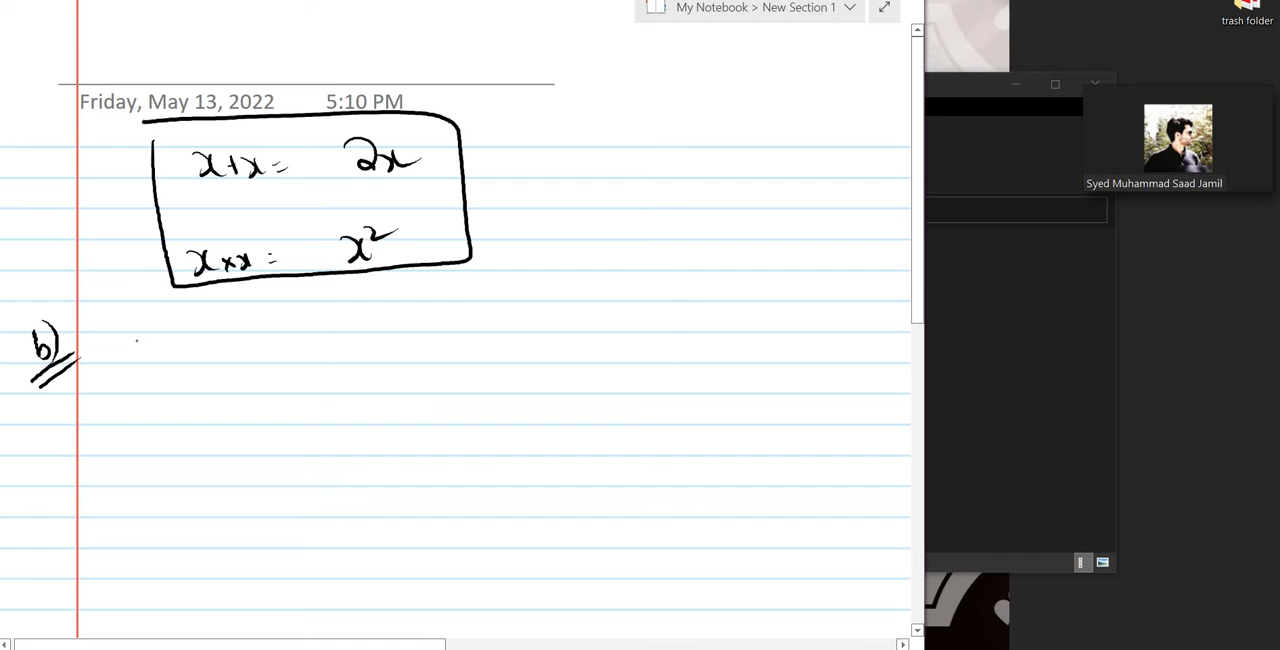 My Notebook > New Section 1
trash folder
Friday, May 13, 2022 5:10 PM
x+x= 2x
x×x= x²
b)
Syed Muhammad Saad Jamil